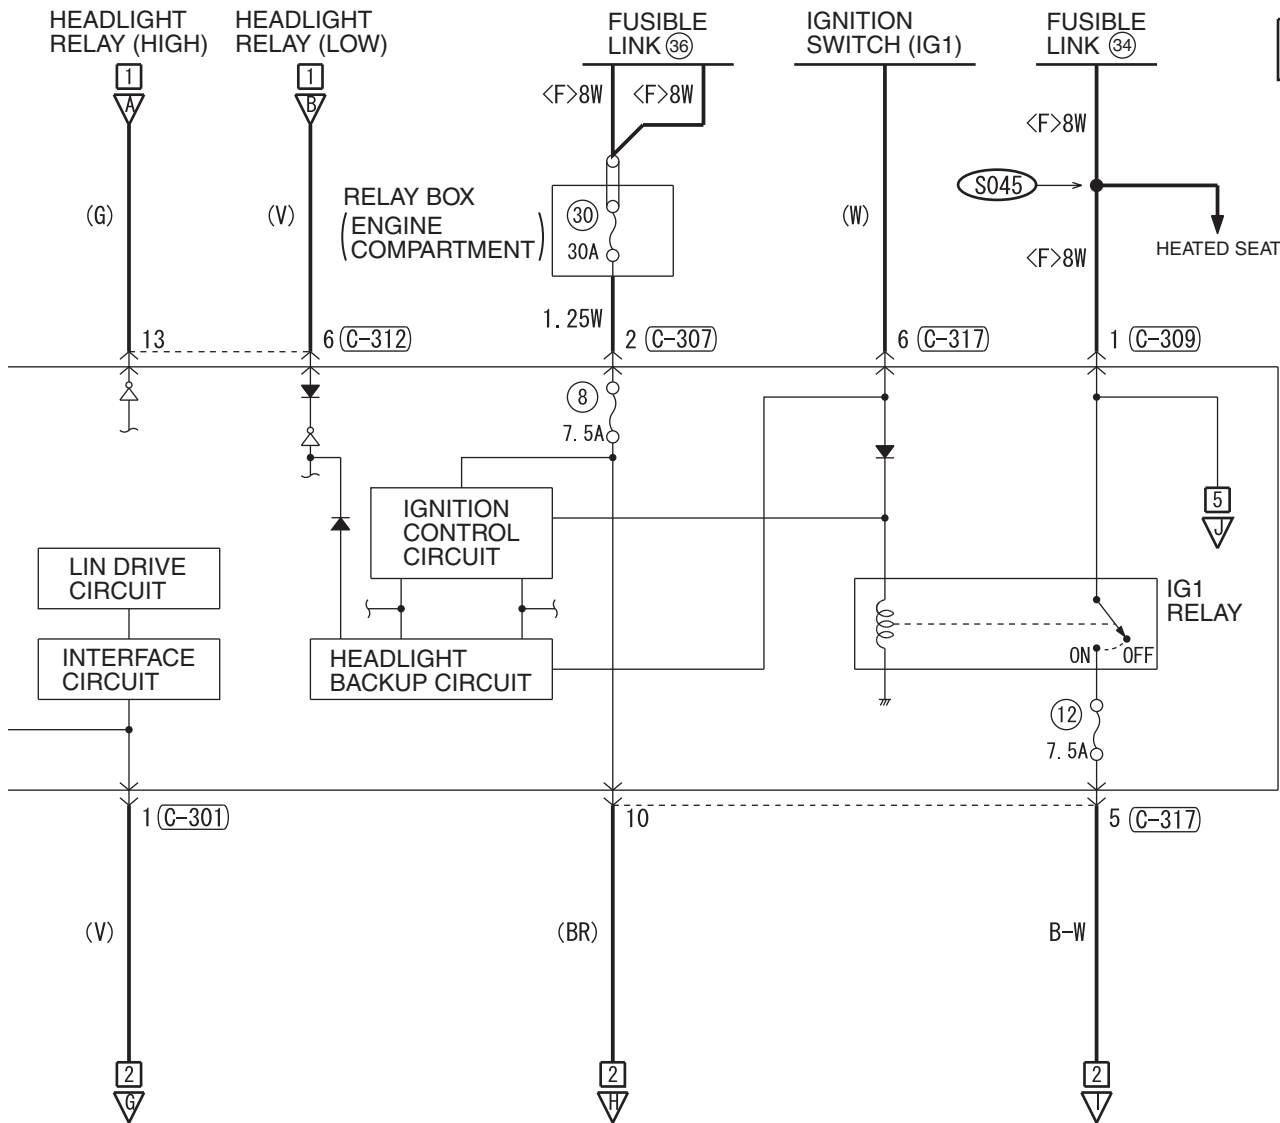 HEADLIGHT
RELAY (HIGH)
HEADLIGHT
RELAY (LOW)
FUSIBLE
LINK 36
IGNITION
SWITCH (IG1)
FUSIBLE
LINK 34
1
A
1
B
<F>8W
<F>8W
<F>8W
S045
(G)
(V)
RELAY BOX
(ENGINE
COMPARTMENT)
30
30A
(W)
<F>8W
HEATED SEAT
1.25W
13
6 C-312
2 C-307
6 C-317
1 C-309
8
7.5A
IGNITION
CONTROL
CIRCUIT
5
J
LIN DRIVE
CIRCUIT
IG1
RELAY
INTERFACE
CIRCUIT
HEADLIGHT
BACKUP CIRCUIT
ON
OFF
12
7.5A
1 C-301
10
5 C-317
(V)
(BR)
B-W
2
G
2
H
2
I